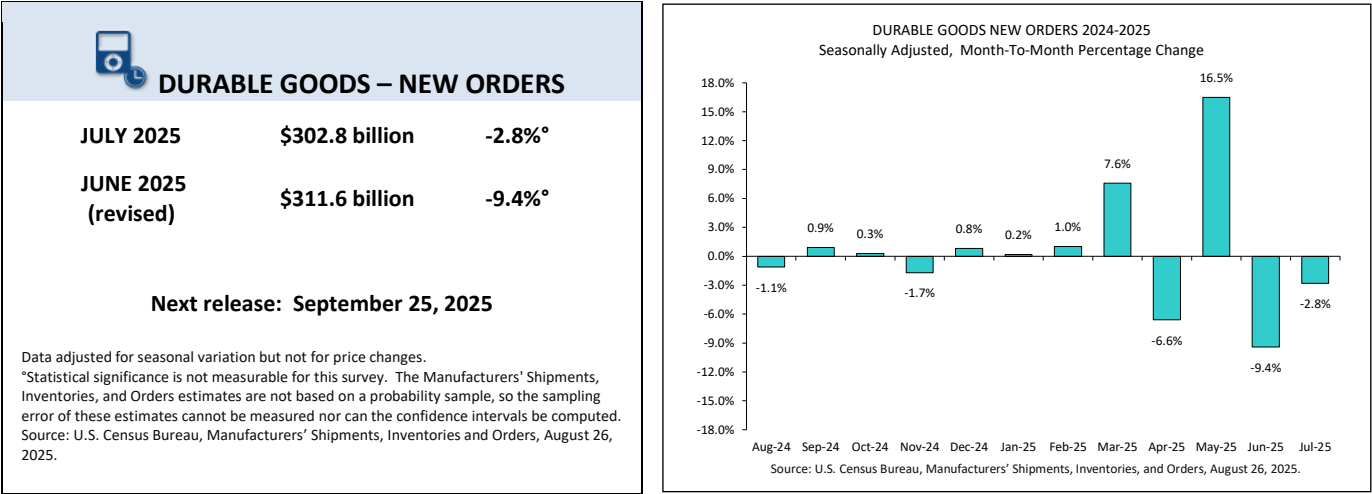 DURABLE GOODS – NEW ORDERS
JULY 2025 $302.8 billion -2.8%°
JUNE 2025
(revised) $311.6 billion -9.4%°
Next release: September 25, 2025
Data adjusted for seasonal variation but not for price changes.
°Statistical significance is not measurable for this survey. The Manufacturers' Shipments,
Inventories, and Orders estimates are not based on a probability sample, so the sampling
error of these estimates cannot be measured nor can the confidence intervals be computed.
Source: U.S. Census Bureau, Manufacturers’ Shipments, Inventories and Orders, August 26,
2025.
DURABLE GOODS NEW ORDERS 2024-2025
Seasonally Adjusted, Month-To-Month Percentage Change
18.0%
15.0%
12.0%
9.0%
6.0%
3.0%
0.0%
-3.0%
-6.0%
-9.0%
-12.0%
-15.0%
-18.0%
-1.1%
0.9%
0.3%
-1.7%
0.8%
0.2%
1.0%
7.6%
-6.6%
16.5%
-9.4%
-2.8%
Aug-24 Sep-24 Oct-24 Nov-24 Dec-24 Jan-25 Feb-25 Mar-25 Apr-25 May-25 Jun-25 Jul-25
Source: U.S. Census Bureau, Manufacturers’ Shipments, Inventories, and Orders, August 26, 2025.